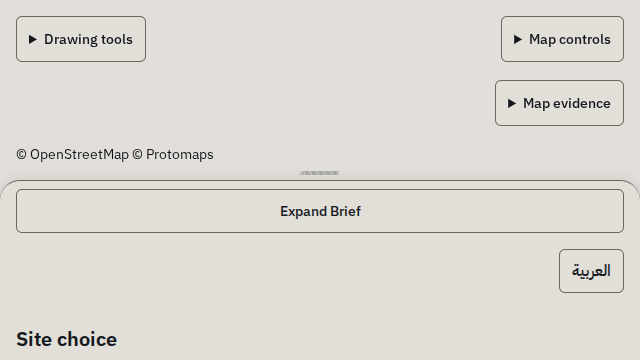 Drawing tools
Map controls
Map evidence
© OpenStreetMap © Protomaps
Expand Brief
العربية
Site choice